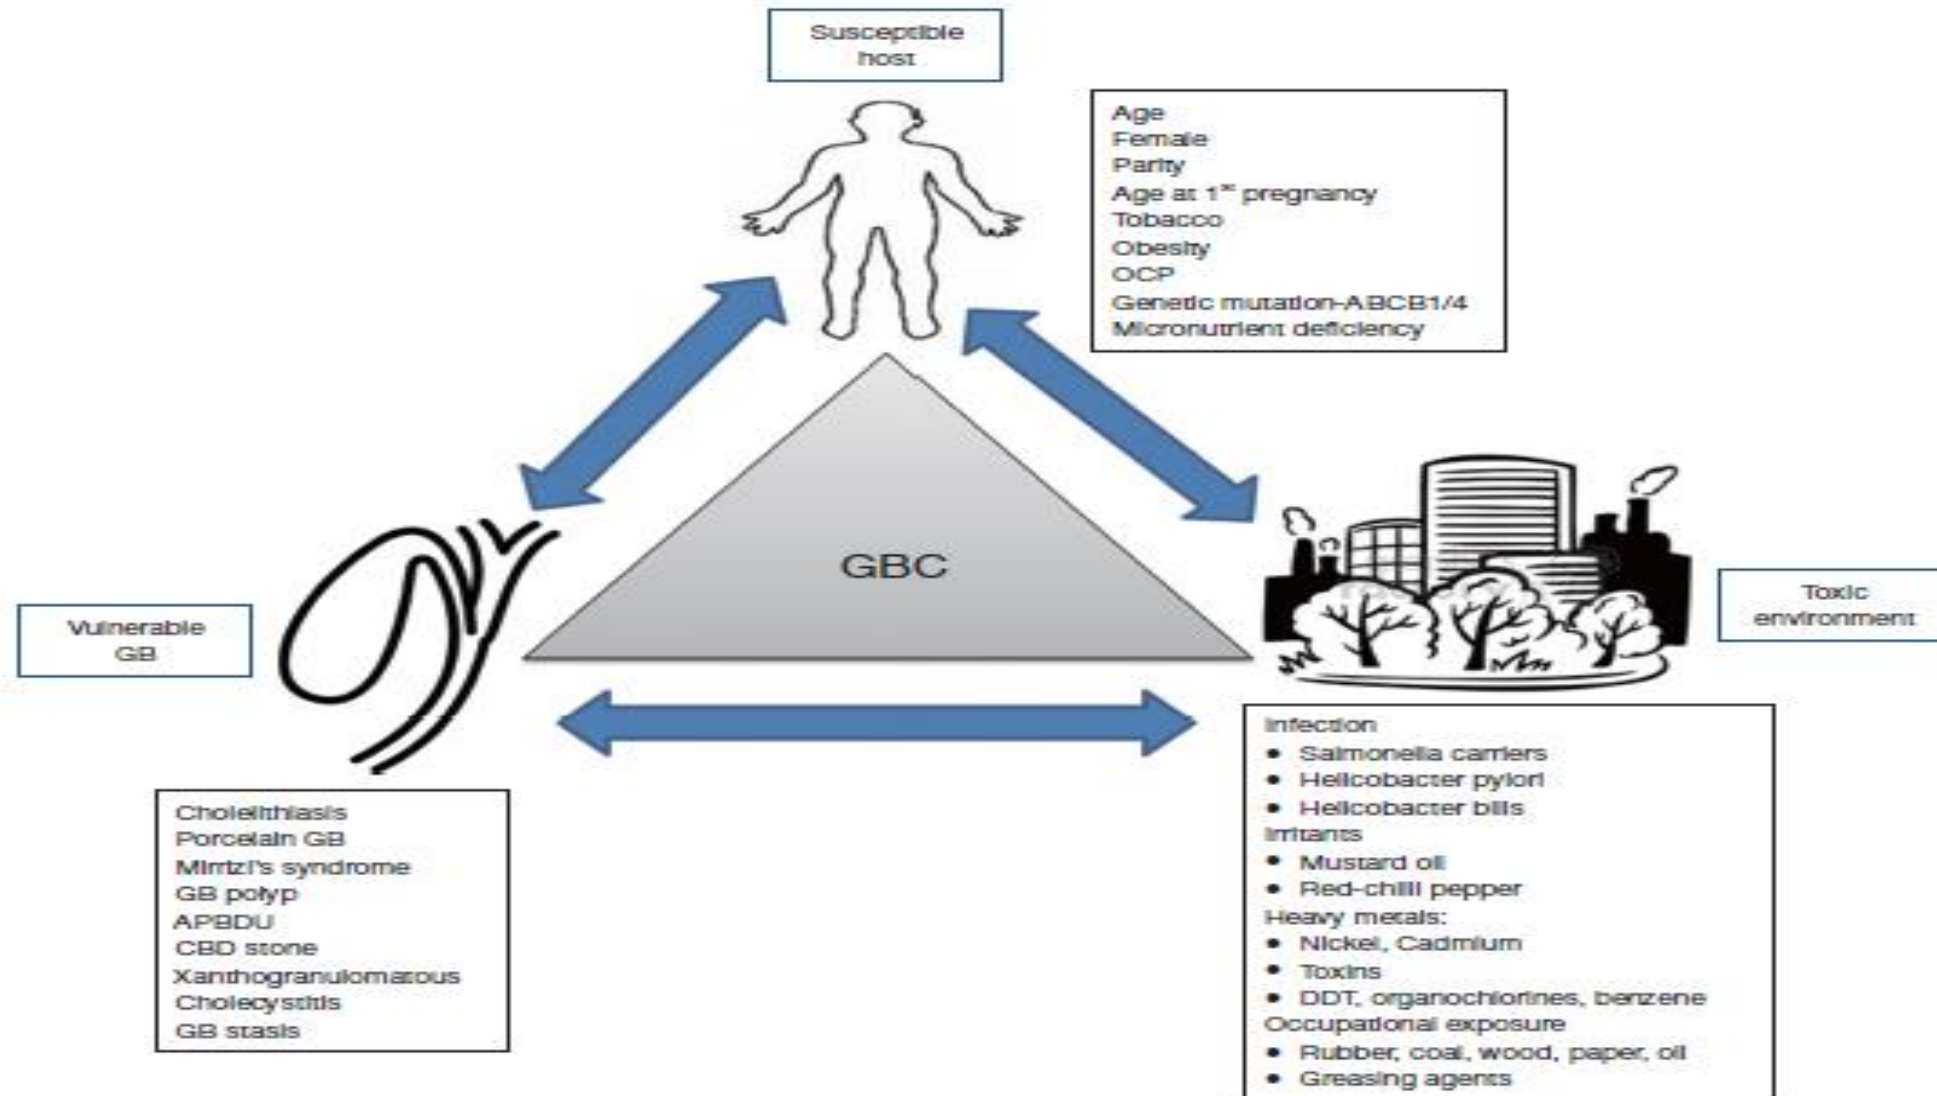 Susceptible
host
Age
Female
Parity
Age at 1st pregnancy
Tobacco
Obesity
OCP
Genetic mutation-ABCB1/4
Micronutrient deficiency
GBC
Vulnerable
GB
Toxic
environment
Cholelithiasis
Porcelain GB
Mirrizi's syndrome
GB polyp
APBDU
CBD stone
Xanthogranulomatous
Cholecystitis
GB stasis
Infection
• Salmonella carriers
• Helicobacter pylori
• Helicobacter bilis
Irritants
• Mustard oil
• Red-chilli pepper
Heavy metals:
• Nickel, Cadmium
• Toxins
• DDT, organochlorines, benzene
Occupational exposure
• Rubber, coal, wood, paper, oil
• Greasing agents